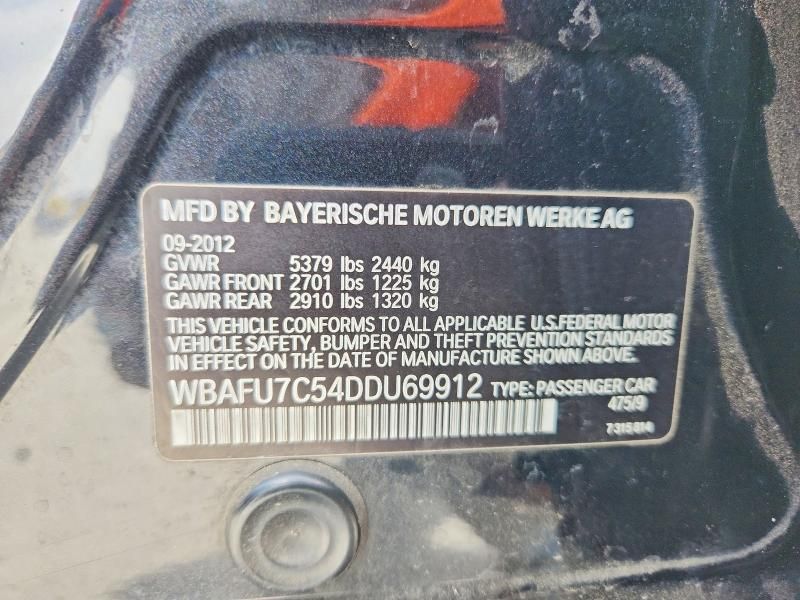 MFD BY BAYERISCHE MOTOREN WERKE AG
09-2012
GVWR 5379 lbs 2440 kg
GAWR FRONT 2701 lbs 1225 kg
GAWR REAR 2910 lbs 1320 kg
THIS VEHICLE CONFORMS TO ALL APPLICABLE U.S.FEDERAL MOTOR
VEHICLE SAFETY, BUMPER AND THEFT PREVENTION STANDARDS
IN EFFECT ON THE DATE OF MANUFACTURE SHOWN ABOVE.
WBAFU7C54DDU69912 TYPE: PASSENGER CAR
475/9
7315814